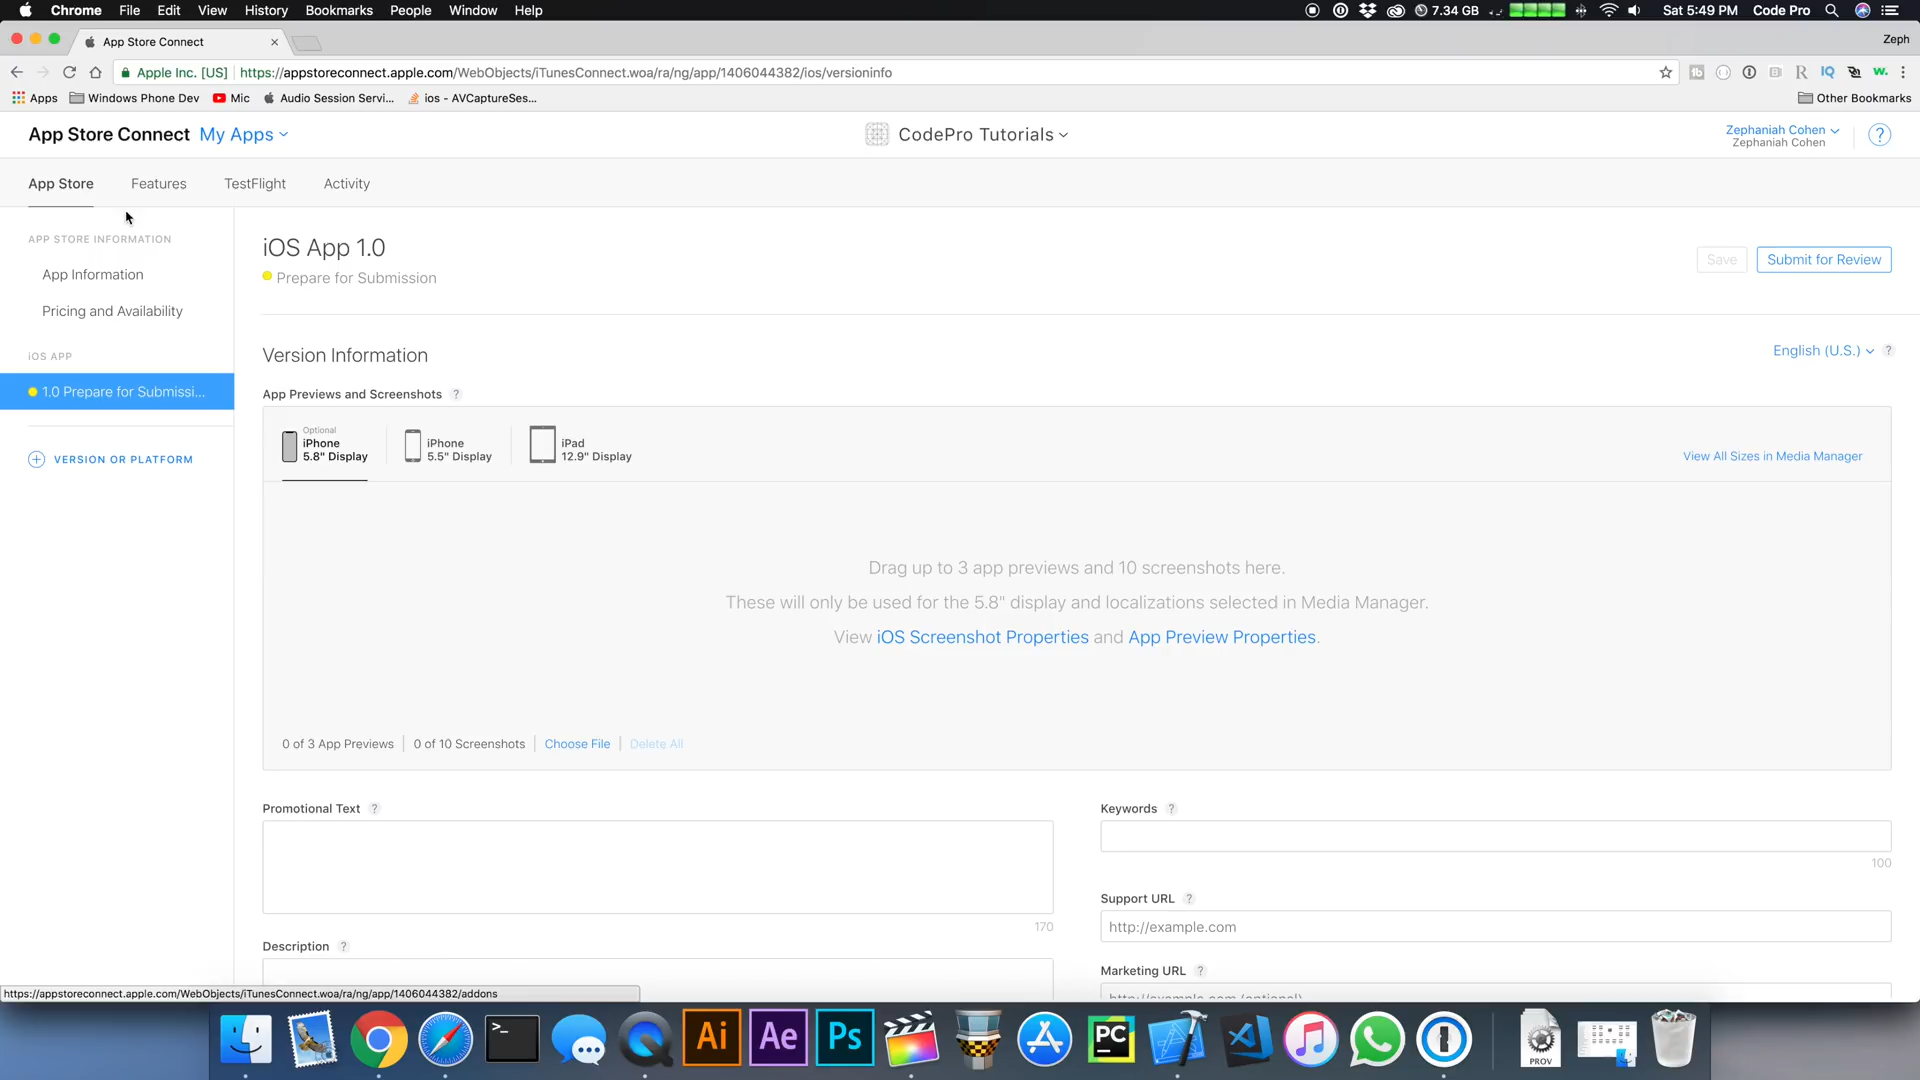 Chrome File Edit View History Bookmarks People Window Help 7.34 GB Sat 5:49 PM Code Pro
App Store Connect Zeph
Apple Inc. [US] https://appstoreconnect.apple.com/WebObjects/iTunesConnect.woa/ra/ng/app/1406044382/ios/versioninfo
Apps Windows Phone Dev Mic Audio Session Servi... ios - AVCaptureSes... Other Bookmarks
App Store Connect My Apps CodePro Tutorials Zephaniah Cohen ?
Zephaniah Cohen
App Store Features TestFlight Activity
APP STORE INFORMATION
App Information
Pricing and Availability
iOS APP
1.0 Prepare for Submissi...
VERSION OR PLATFORM
iOS App 1.0
Prepare for Submission
Save Submit for Review
Version Information
English (U.S.) ?
App Previews and Screenshots ?
Optional
iPhone
5.8" Display
iPhone
5.5" Display
iPad
12.9" Display
View All Sizes in Media Manager
Drag up to 3 app previews and 10 screenshots here.
These will only be used for the 5.8" display and localizations selected in Media Manager.
View iOS Screenshot Properties and App Preview Properties.
0 of 3 App Previews 0 of 10 Screenshots Choose File Delete All
Promotional Text ?
170
Description ?
Keywords ?
100
Support URL ?
http://example.com
Marketing URL ?
http://example.com (optional)
https://appstoreconnect.apple.com/WebObjects/iTunesConnect.woa/ra/ng/app/1406044382/addons
Ai Ae Ps PC PROV